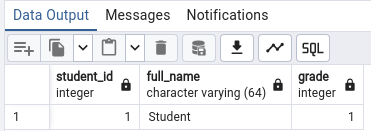 Data Output Messages Notifications
SQL
student_id full_name grade
integer character varying (64) integer
1 1 Student 1